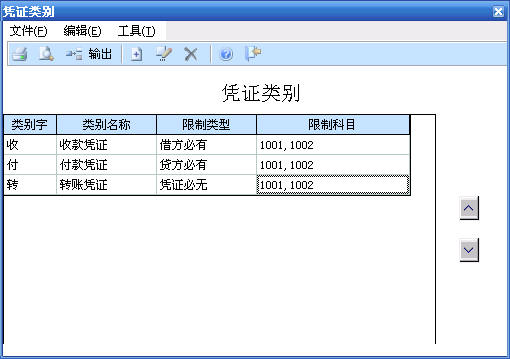 凭证类别
文件(F) 编辑(E) 工具(T)
输出
凭证类别
类别字 类别名称 限制类型 限制科目
收 收款凭证 借方必有 1001,1002
付 付款凭证 贷方必有 1001,1002
转 转账凭证 凭证必无 1001,1002